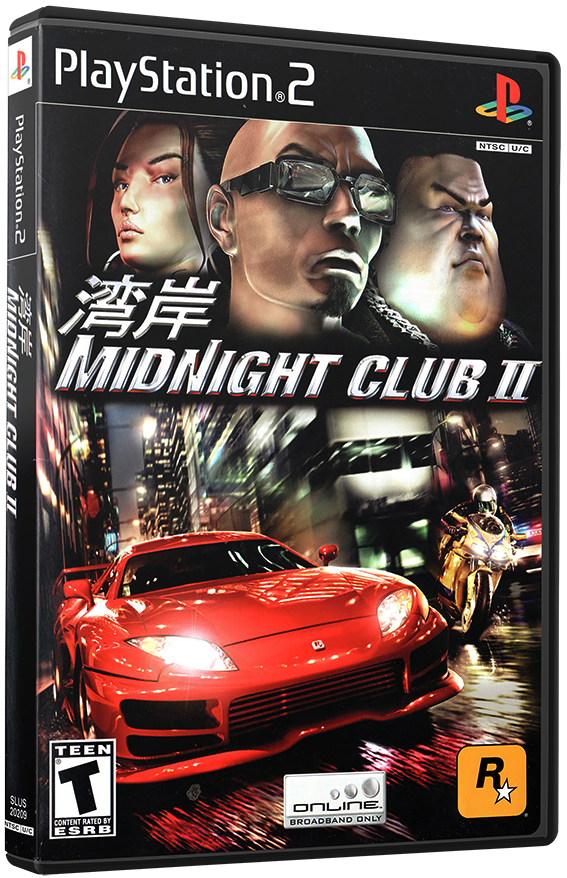 PlayStation®2
NTSC U/C
湾岸
MIDNIGHT CLUB II
TEEN
T
CONTENT RATED BY
ESRB
ONLINE
BROADBAND ONLY
R
PlayStation®2
湾岸
MIDNIGHT CLUB II
SLUS
20209
NTSC U/C